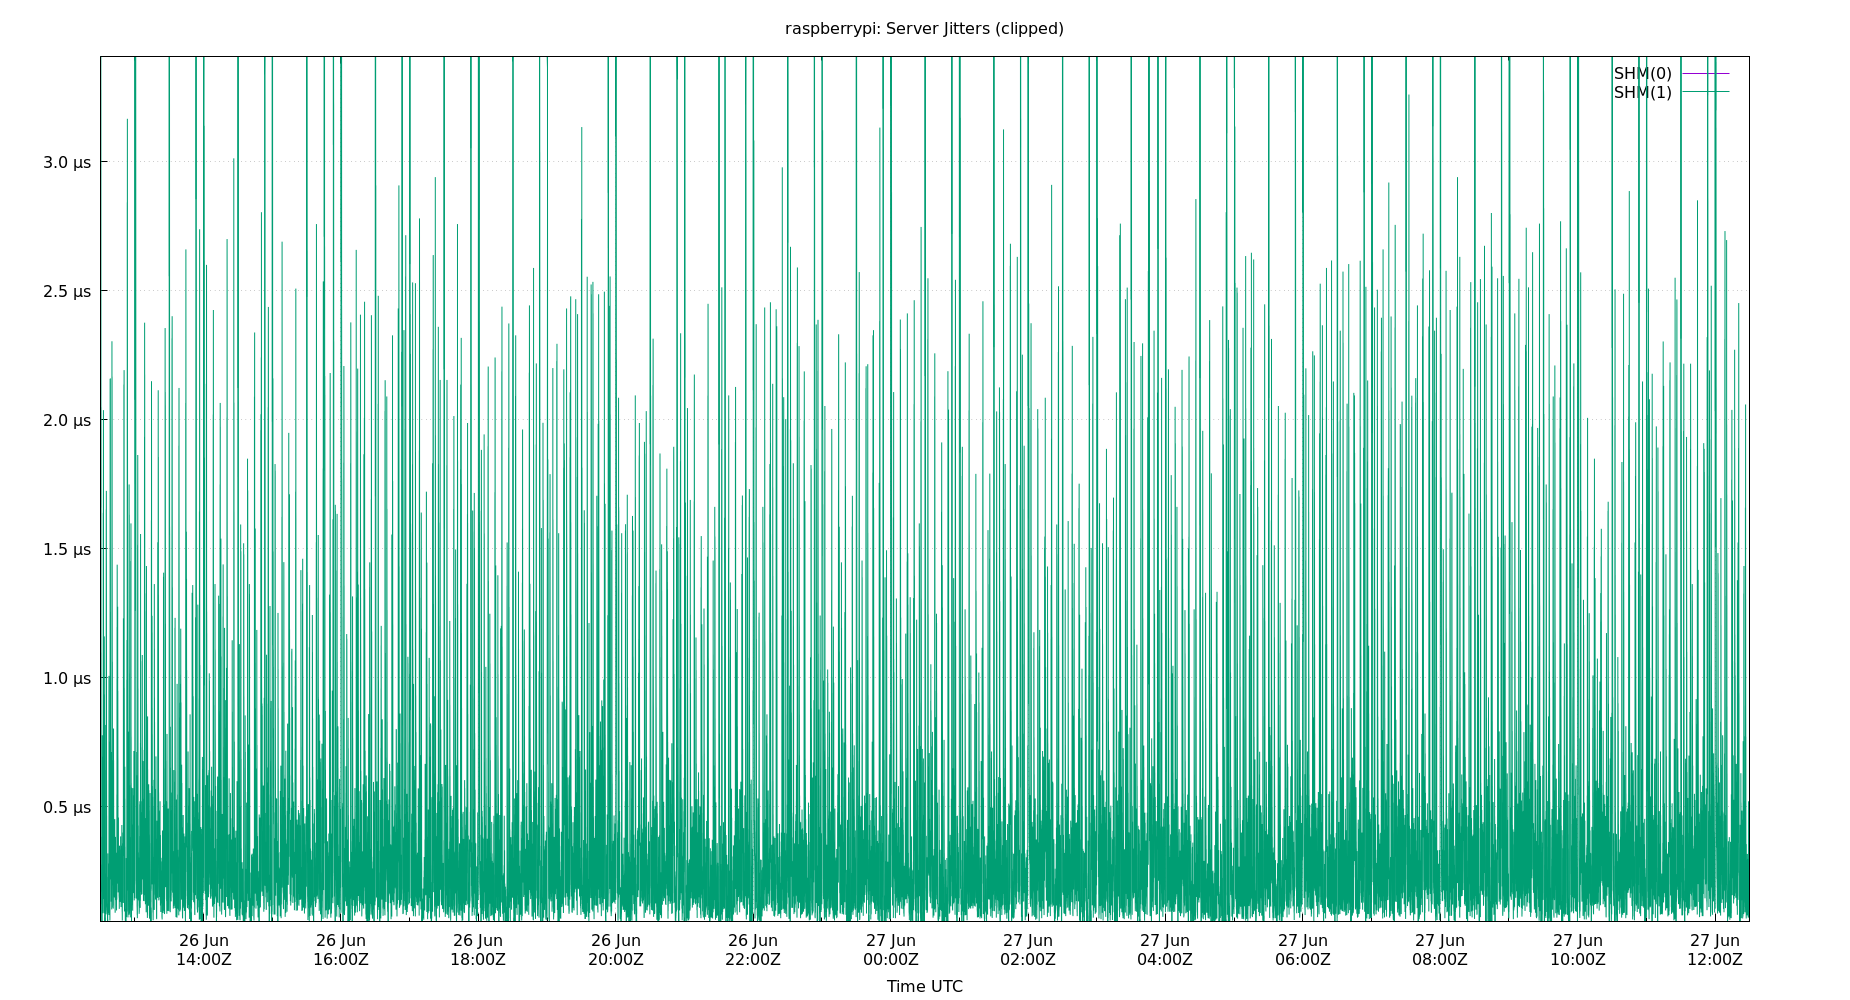 raspberrypi: Server Jitters (clipped)
SHM(0)
SHM(1)
3.0 μs
2.5 μs
2.0 μs
1.5 μs
1.0 μs
0.5 μs
26 Jun 26 Jun 26 Jun 26 Jun 26 Jun 27 Jun 27 Jun 27 Jun 27 Jun 27 Jun 27 Jun 27 Jun
14:00Z 16:00Z 18:00Z 20:00Z 22:00Z 00:00Z 02:00Z 04:00Z 06:00Z 08:00Z 10:00Z 12:00Z
Time UTC